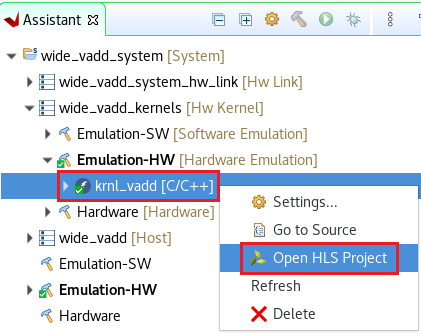 Assistant
wide_vadd_system [System]
wide_vadd_system_hw_link [Hw Link]
wide_vadd_kernels [Hw Kernel]
Emulation-SW [Software Emulation]
Emulation-HW [Hardware Emulation]
krnl_vadd [C/C++]
Settings...
Hardware [Hardware]
Go to Source
wide_vadd [Host]
Open HLS Project
Emulation-SW
Refresh
Emulation-HW
Delete
Hardware